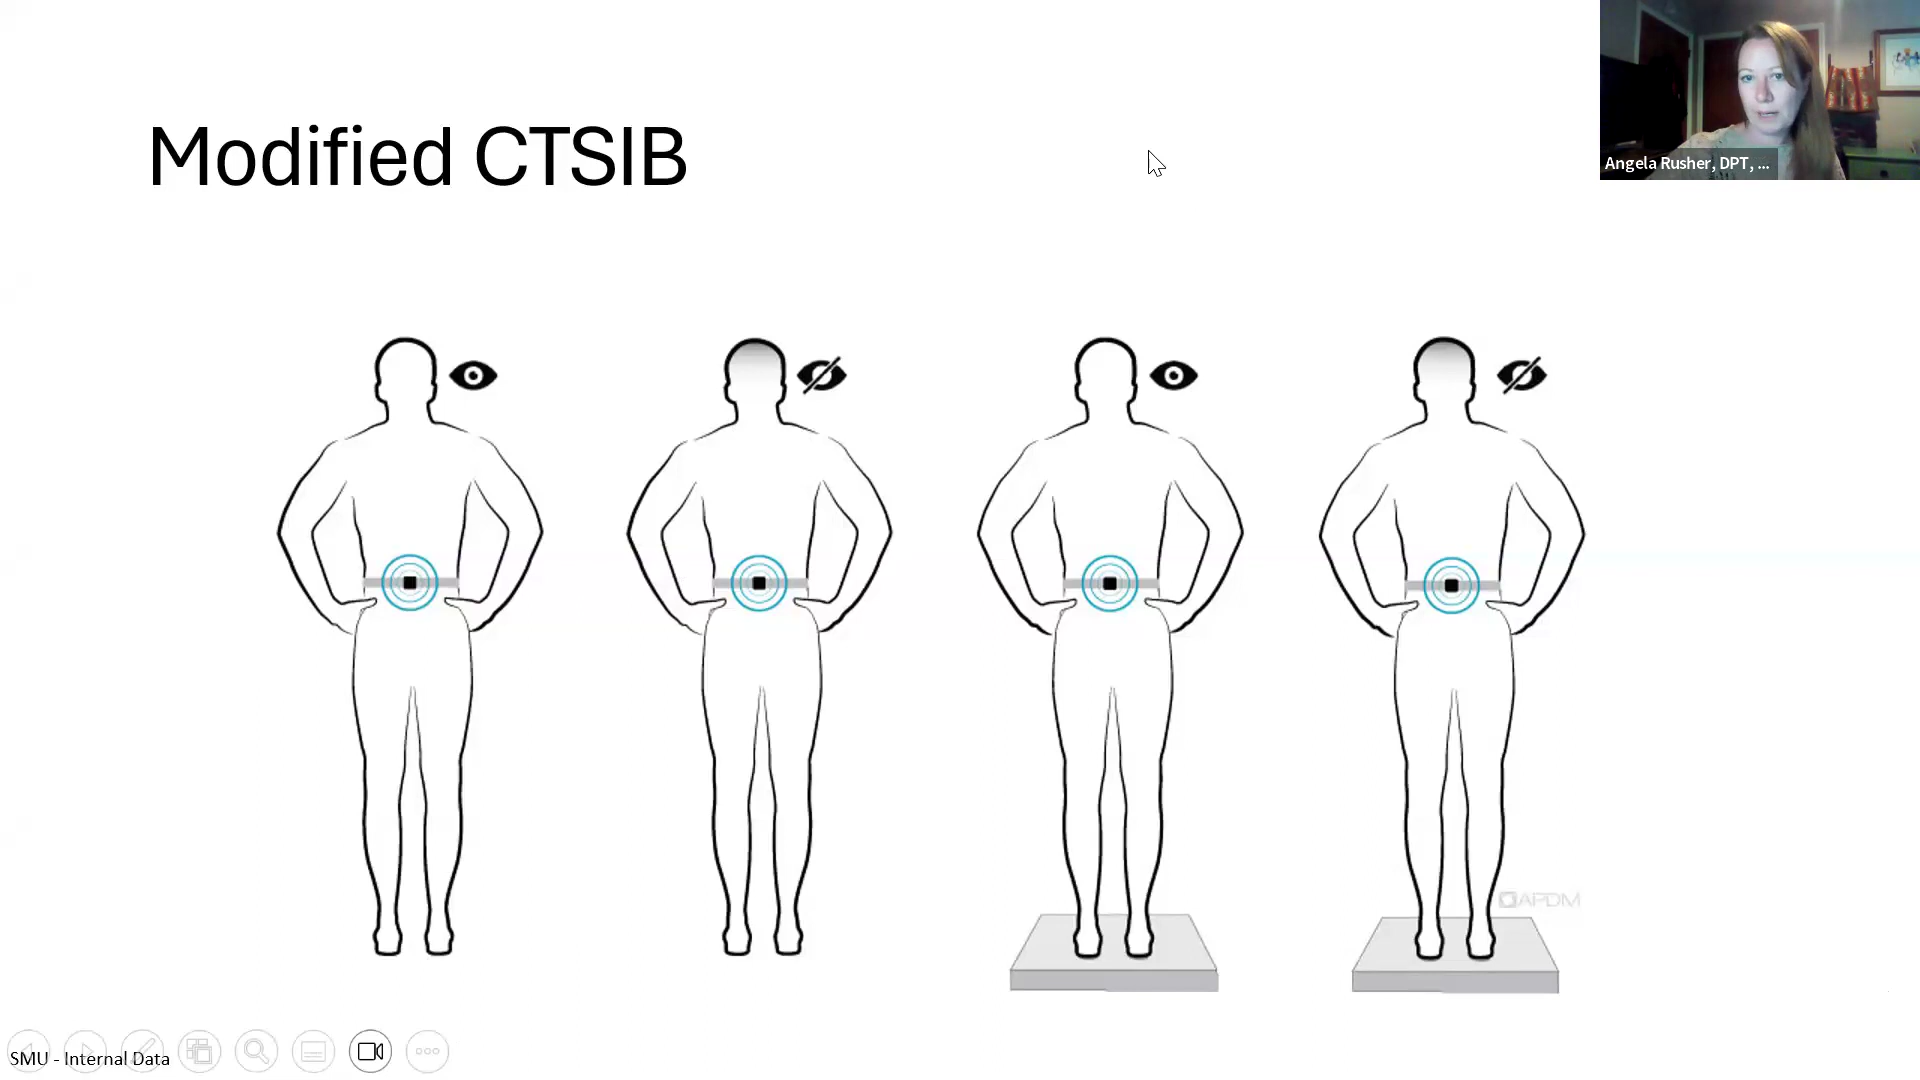 Modified CTSIB
Angela Rusher, DPT, ...
APDM
SMU - Internal Data